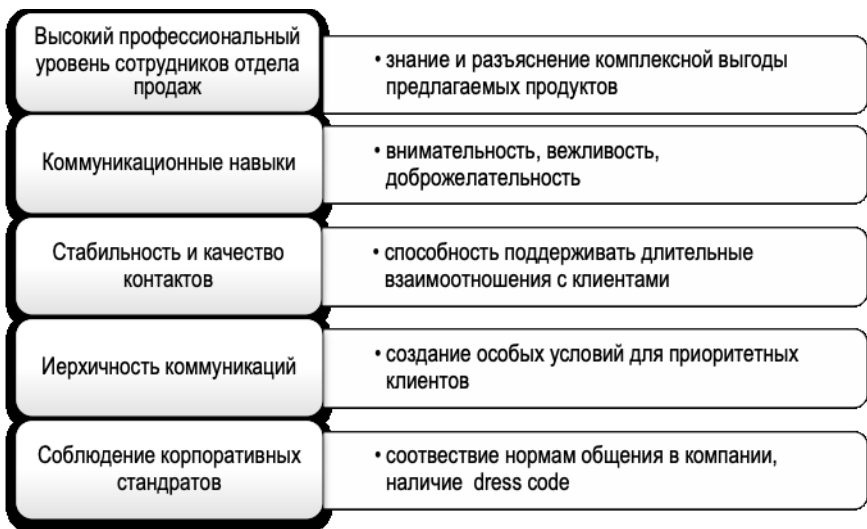 Высокий профессиональный
уровень сотрудников отдела
продаж
• знание и разъяснение комплексной выгоды
предлагаемых продуктов
Коммуникационные навыки
• внимательность, вежливость,
доброжелательность
Стабильность и качество
контактов
• способность поддерживать длительные
взаимоотношения с клиентами
Иерхичность коммуникаций
• создание особых условий для приоритетных
клиентов
Соблюдение корпоративных
стандратов
• соотвествие нормам общения в компании,
наличие dress code